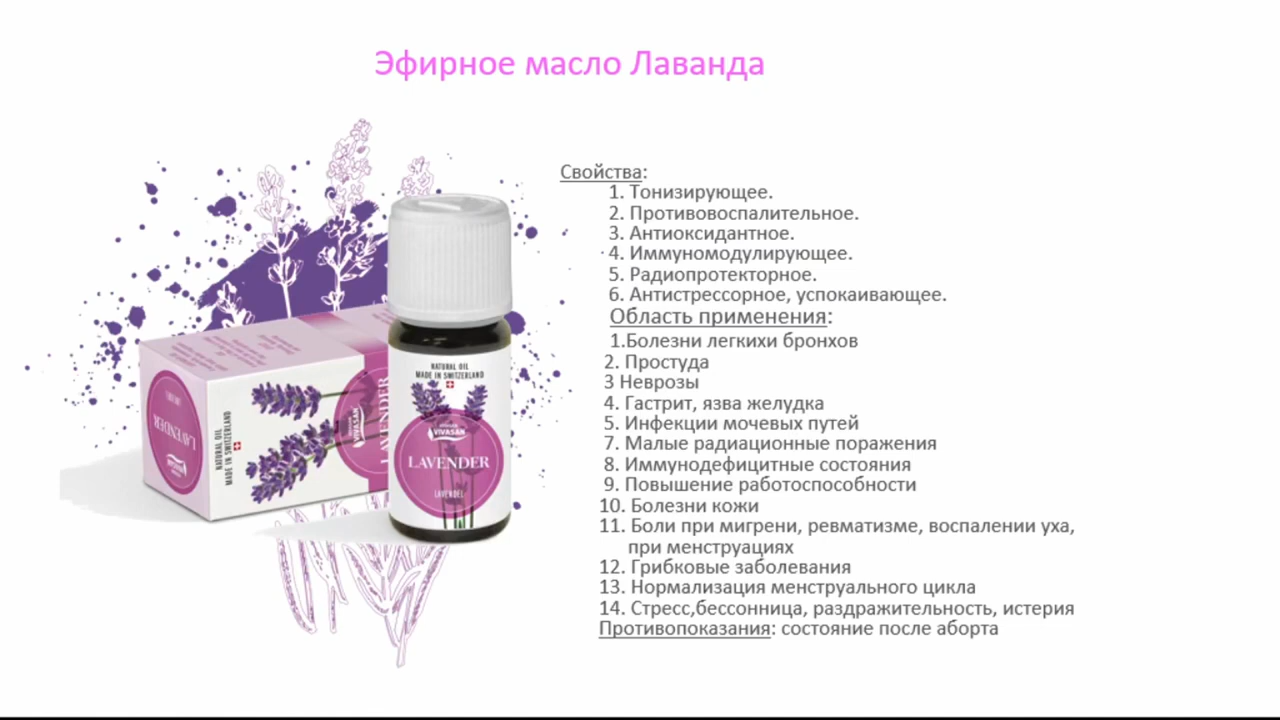 Эфирное масло Лаванда
Свойства:
1. Тонизирующее.
2. Противовоспалительное.
3. Антиоксидантное.
4. Иммуномодулирующее.
5. Радиопротекторное.
6. Антистрессорное, успокаивающее.
Область применения:
1.Болезни легкихи бронхов
2. Простуда
3 Неврозы
4. Гастрит, язва желудка
5. Инфекции мочевых путей
7. Малые радиационные поражения
8. Иммунодефицитные состояния
9. Повышение работоспособности
10. Болезни кожи
11. Боли при мигрени, ревматизме, воспалении уха,
при менструациях
12. Грибковые заболевания
13. Нормализация менструального цикла
14. Стресс,бессонница, раздражительность, истерия
Противопоказания: состояние после аборта
NATURAL OIL
MADE IN SWITZERLAND
VIVASAN
LAVENDER
LAVENDEL
LAVENDER
NATURAL OIL
MADE IN SWITZERLAND
VIVASAN
LAVENDER